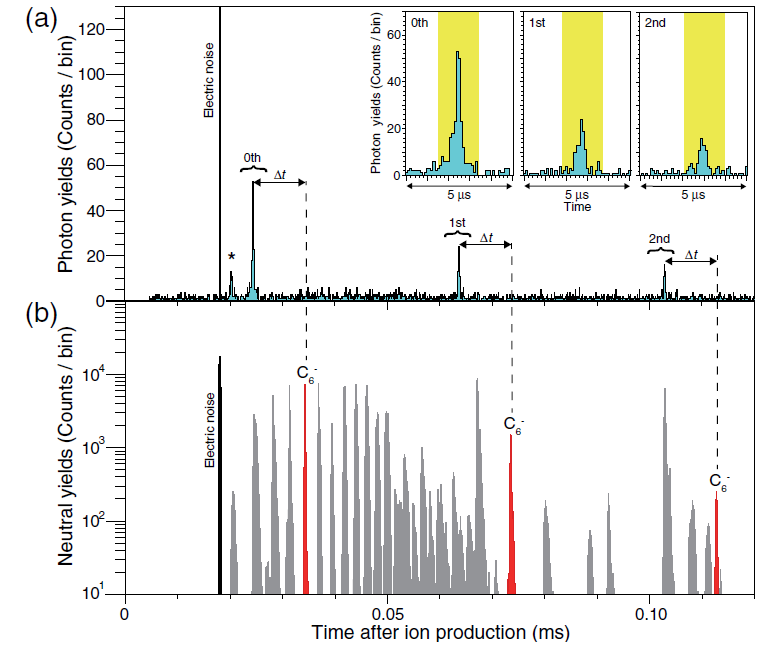 (a)
Photon yields (Counts / bin)
120
100
80
60
40
20
0
Electric noise
*
0th
Δt
1st
Δt
2nd
Δt
Photon yields (Counts / bin)
60
40
20
0
0th
1st
2nd
5 μs
5 μs
5 μs
Time
(b)
Neutral yields (Counts / bin)
10⁴
10³
10²
10¹
Electric noise
C₆⁻
C₆⁻
C₆⁻
0
0.05
0.10
Time after ion production (ms)